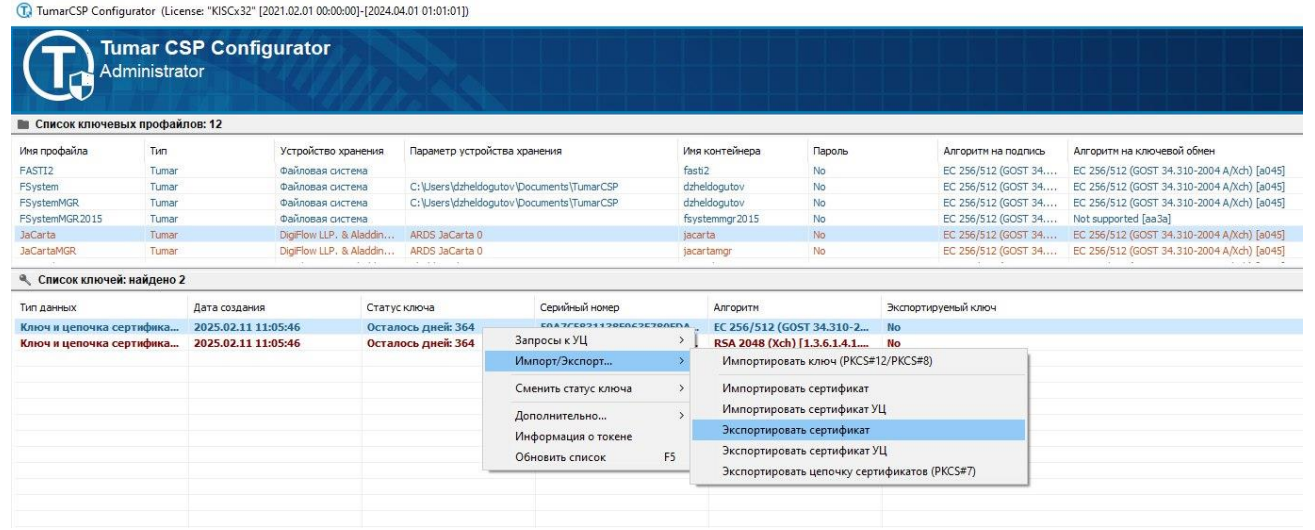 TumarCSP Configurator (License: "KISCx32" [2021.02.01 00:00:00]-[2024.04.01 01:01:01])
Tumar CSP Configurator
Administrator
Список ключевых профайлов: 12
Имя профайла Тип Устройство хранения Параметр устройства хранения Имя контейнера Пароль Алгоритм на подпись Алгоритм на ключевой обмен
FASTI2 Tumar Файловая система fasti2 No EC 256/512 (GOST 34.... EC 256/512 (GOST 34.310-2004 A/Xch) [a045]
FSystem Tumar Файловая система C:\Users\dzheldogutov\Documents\TumarCSP dzheldogutov No EC 256/512 (GOST 34.... EC 256/512 (GOST 34.310-2004 A/Xch) [a045]
FSystemMGR Tumar Файловая система C:\Users\dzheldogutov\Documents\TumarCSP dzheldogutov No EC 256/512 (GOST 34.... EC 256/512 (GOST 34.310-2004 A/Xch) [a045]
FSystemMGR2015 Tumar Файловая система fsystemmgr2015 No EC 256/512 (GOST 34.... Not supported [aa3a]
JaCarta Tumar DigiFlow LLP. & Aladdin... ARDS JaCarta 0 jacarta No EC 256/512 (GOST 34.... EC 256/512 (GOST 34.310-2004 A/Xch) [a045]
JaCartaMGR Tumar DigiFlow LLP. & Aladdin... ARDS JaCarta 0 jacartamgr No EC 256/512 (GOST 34.... EC 256/512 (GOST 34.310-2004 A/Xch) [a045]
Список ключей: найдено 2
Тип данных Дата создания Статус ключа Серийный номер Алгоритм Экспортируемый ключ
Ключ и цепочка сертифика... 2025.02.11 11:05:46 Осталось дней: 364 EC 256/512 (GOST 34.310-2... No
Ключ и цепочка сертифика... 2025.02.11 11:05:46 Осталось дней: 364 RSA 2048 (Xch) [1.3.6.1.4.1.... No
Запросы к УЦ
Импорт/Экспорт...
Сменить статус ключа
Дополнительно...
Информация о токене
Обновить список F5
Импортировать ключ (PKCS#12/PKCS#8)
Импортировать сертификат
Импортировать сертификат УЦ
Экспортировать сертификат
Экспортировать сертификат УЦ
Экспортировать цепочку сертификатов (PKCS#7)